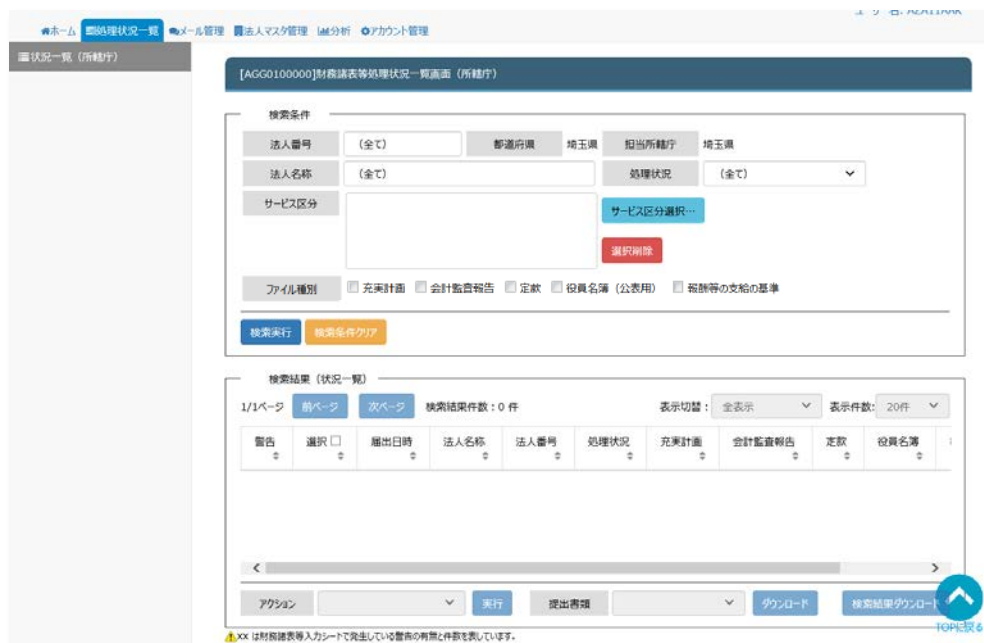 ホーム 処理状況一覧 メール管理 法人マスタ管理 分析 アカウント管理
状況一覧（所轄庁）
[AGG0100000]財務諸表等処理状況一覧画面（所轄庁）
検索条件
法人番号 （全て） 都道府県 埼玉県 担当所轄庁 埼玉県
法人名称 （全て） 処理状況 （全て）
サービス区分 サービス区分選択…
選択削除
ファイル種別 充実計画 会計監査報告 定款 役員名簿（公表用） 報酬等の支給の基準
検索実行 検索条件クリア
検索結果（状況一覧）
1/1ページ 前ページ 次ページ 検索結果件数：0 件 表示切替： 全表示 表示件数： 20件
警告 選択 届出日時 法人名称 法人番号 処理状況 充実計画 会計監査報告 定款 役員名簿
アクション 実行 提出書類 ダウンロード 検索結果ダウンロード
TOPに戻る
xx は財務諸表等入力シートで発生している警告の有無と件数を表しています。